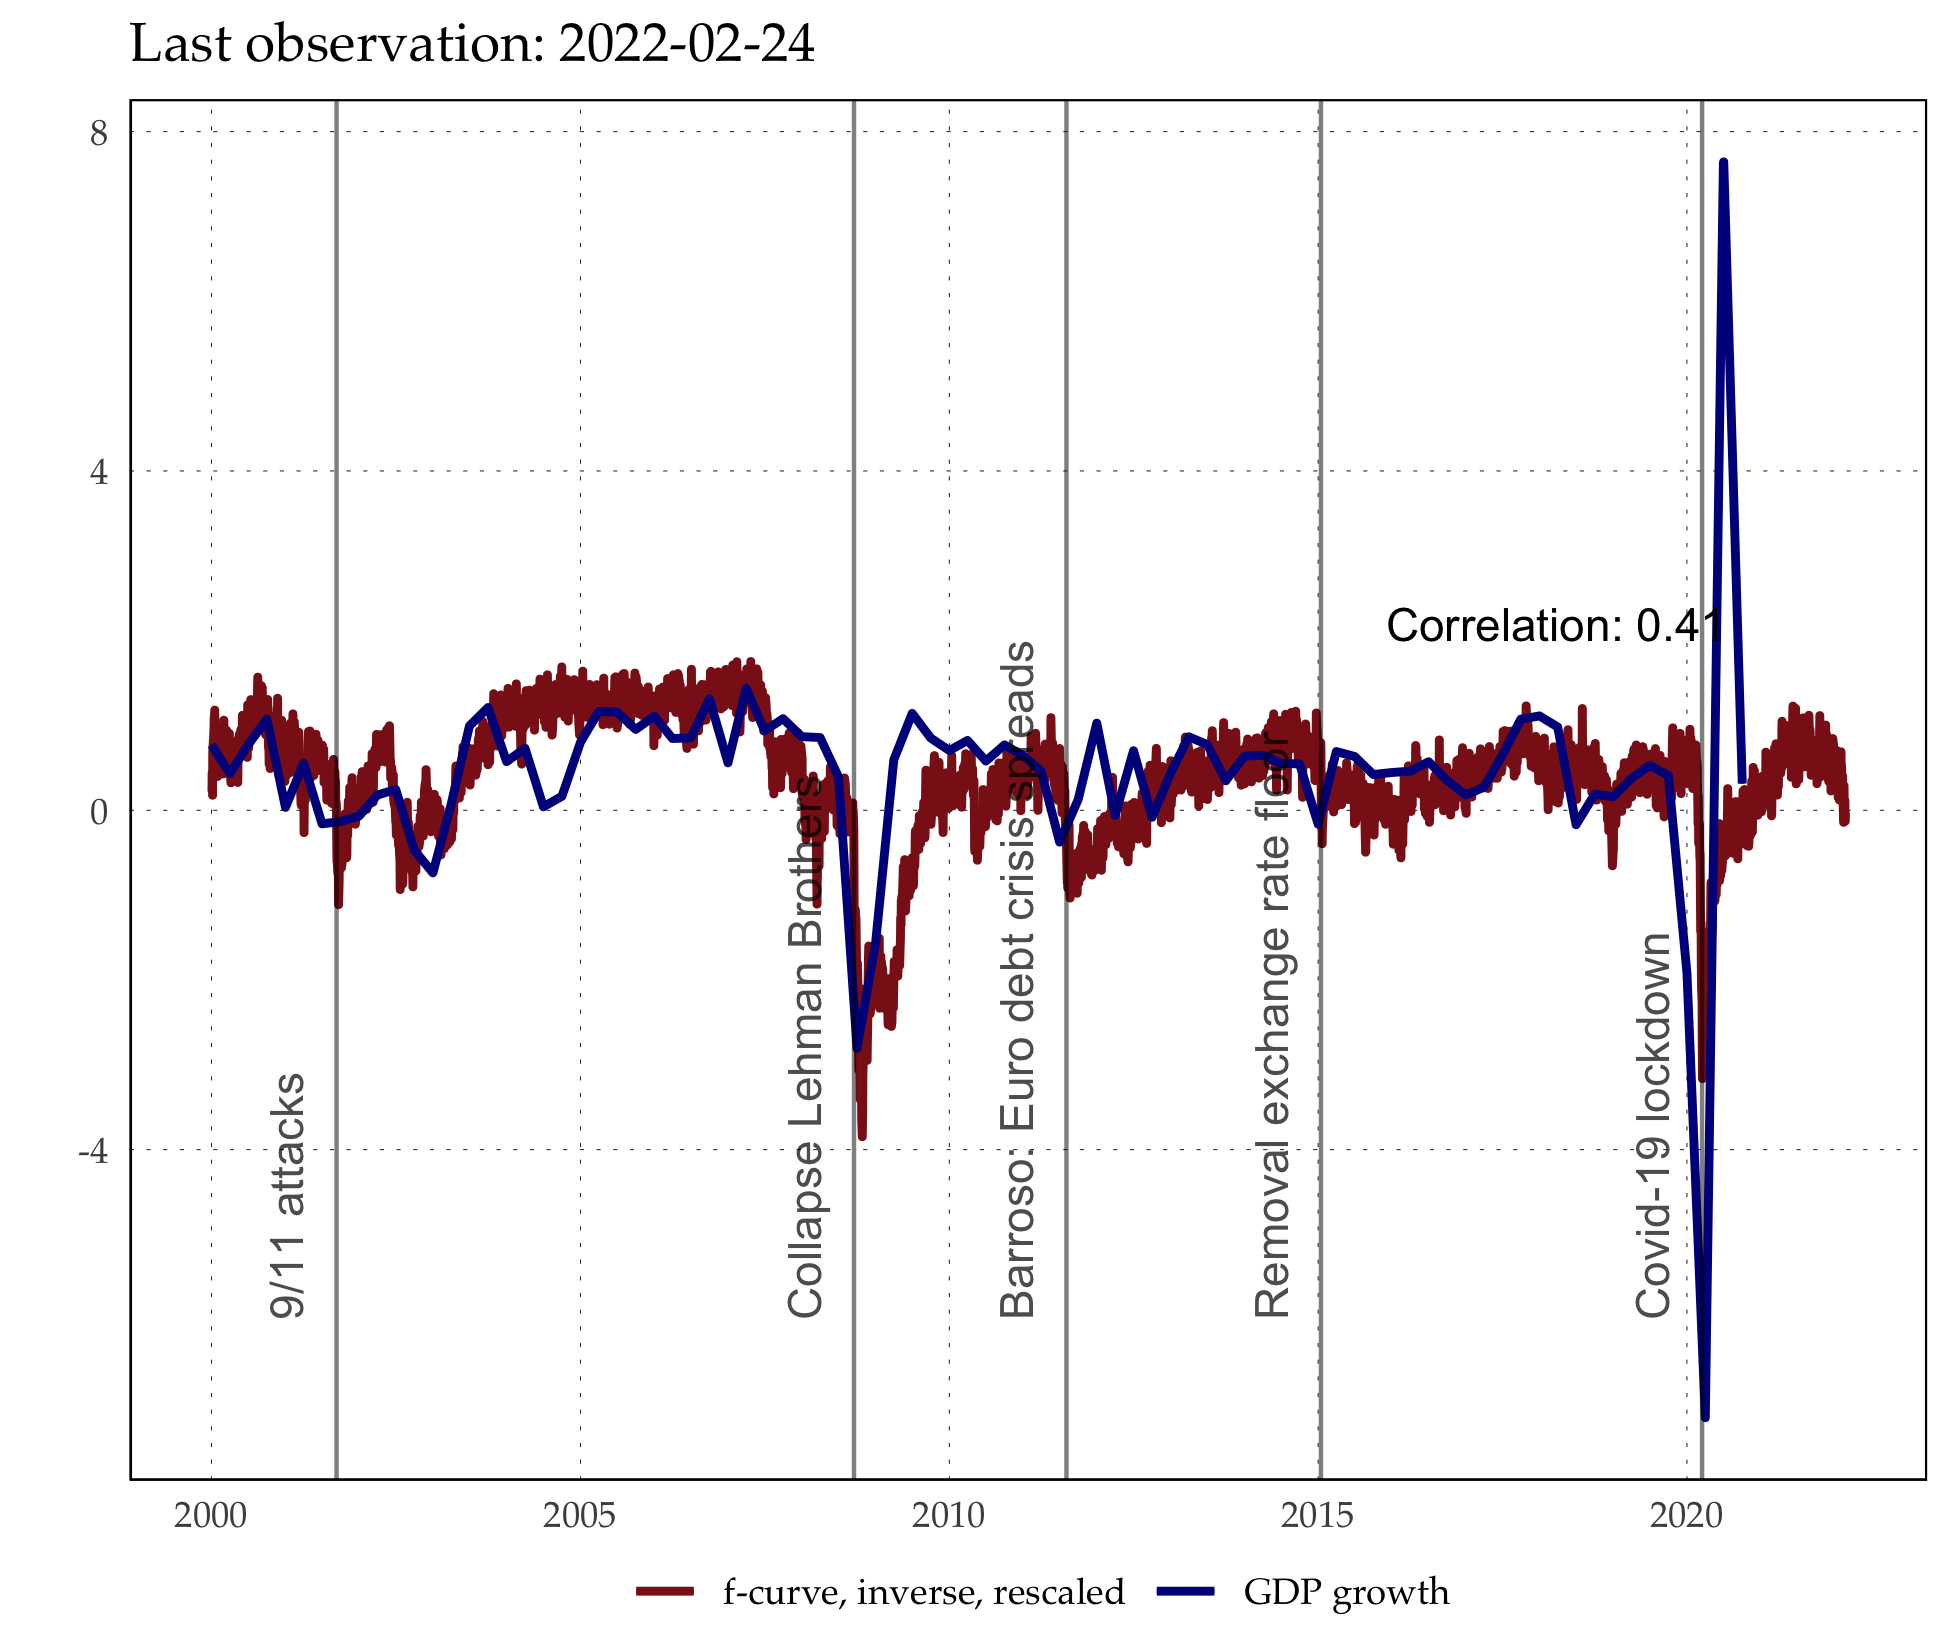 Last observation: 2022-02-24
8
4
0
-4
Correlation: 0.41
9/11 attacks
Collapse Lehman Brothers
Barroso: Euro debt crisis spreads
Removal exchange rate floor
Covid-19 lockdown
2000
2005
2010
2015
2020
f-curve, inverse, rescaled
GDP growth